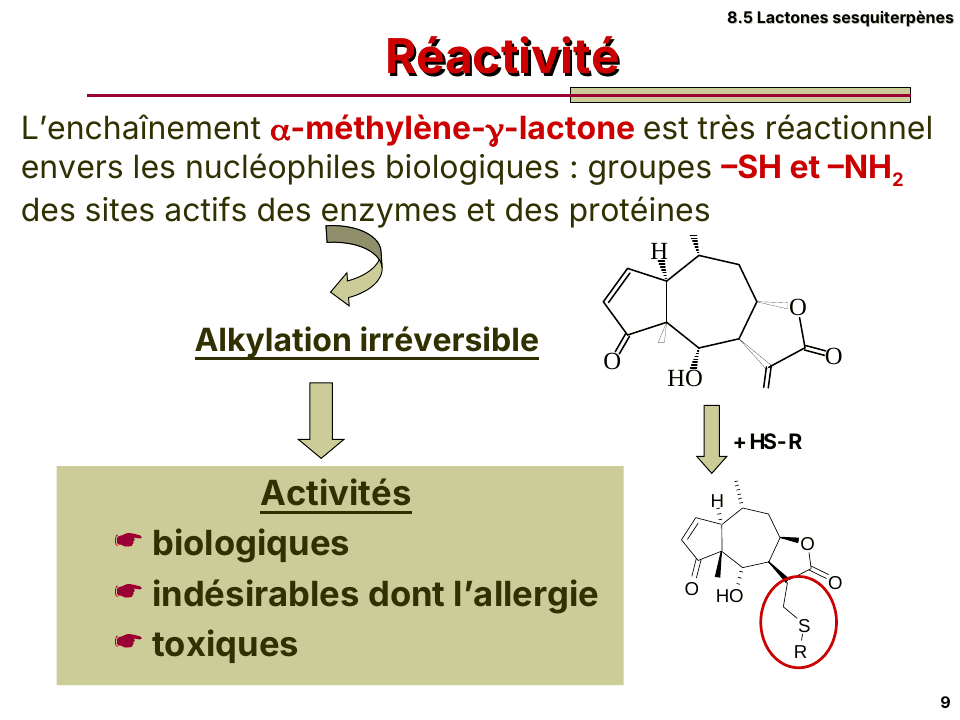 8.5 Lactones sesquiterpènes
Réactivité
L’enchaînement α-méthylène-γ-lactone est très réactionnel
envers les nucléophiles biologiques : groupes –SH et –NH₂
des sites actifs des enzymes et des protéines
Alkylation irréversible
H
O
O
O
HO
+ HS-R
Activités
☛ biologiques
☛ indésirables dont l’allergie
☛ toxiques
H
O
O
O
HO
S
R
9